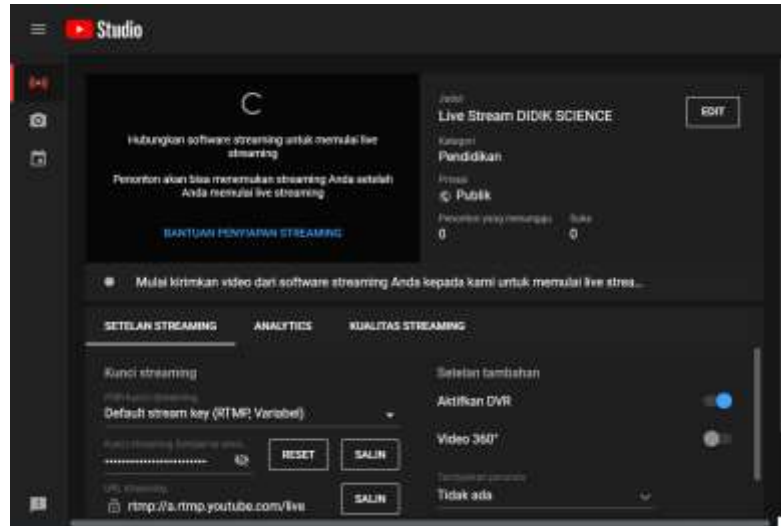 Studio
Hubungkan software streaming untuk memulai live
streaming
Penonton akan bisa menemukan streaming Anda setelah
Anda memulai live streaming
BANTUAN PENYIAPAN STREAMING
Judul
Live Stream DIDIK SCIENCE
EDIT
Kategori
Pendidikan
Privasi
Publik
Penonton yang menunggu
Suka
0
0
Mulai kirimkan video dari software streaming Anda kepada kami untuk memulai live strea...
SETELAN STREAMING
ANALYTICS
KUALITAS STREAMING
Kunci streaming
Setelan tambahan
Default stream key (RTMP, Variabel)
Aktifkan DVR
Video 360°
RESET
SALIN
URL streaming
rtmp://a.rtmp.youtube.com/live
SALIN
Tidak ada